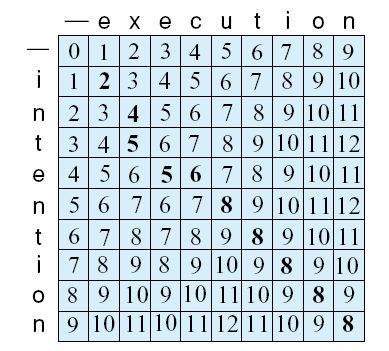 — e x e c u t i o n
— 0 1 2 3 4 5 6 7 8 9
i 1 2 3 4 5 6 7 8 9 10
n 2 3 4 5 6 7 8 9 10 11
t 3 4 5 6 7 8 9 10 11 12
e 4 5 6 5 6 7 8 9 10 11
n 5 6 7 6 7 8 9 10 11 12
t 6 7 8 7 8 9 8 9 10 11
i 7 8 9 8 9 10 9 8 9 10
o 8 9 10 9 10 11 10 9 8 9
n 9 10 11 10 11 12 11 10 9 8